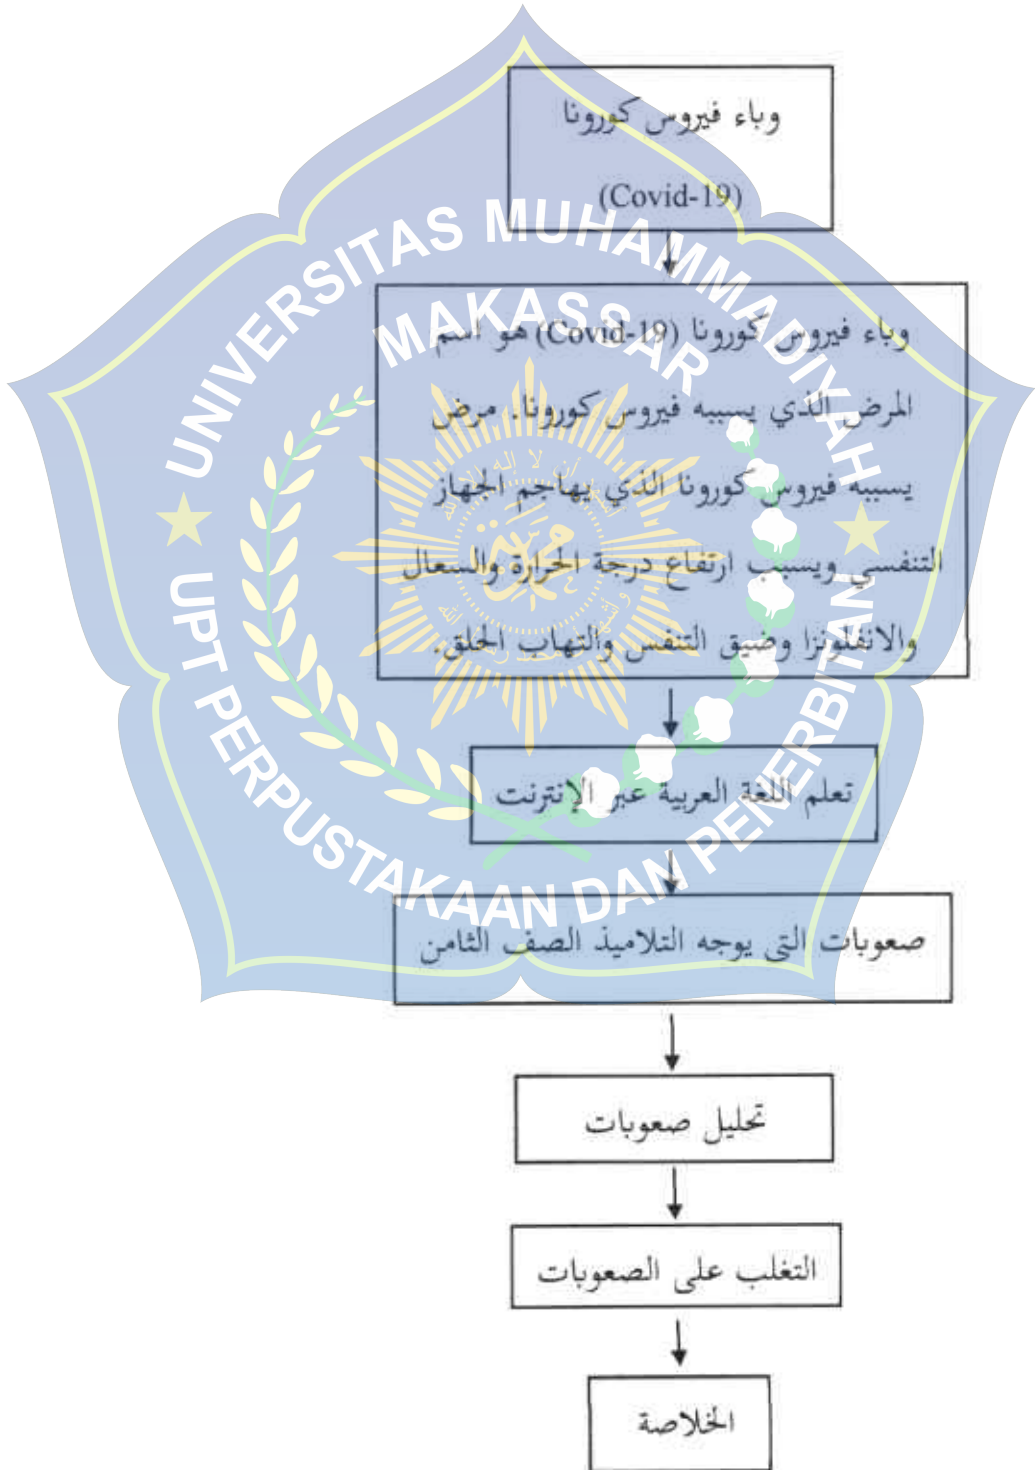 وباء فيروس كورونا
(Covid-19)
وباء فيروس كورونا (Covid-19) هو اسم
المرض الذي يسببه فيروس كورونا. مرض
يسببه فيروس كورونا الذي يهاجم الجهاز
التنفسي ويسبب ارتفاع درجة الحرارة والسعال
والانفلونزا وضيق التنفس والتهاب الحلق.
تعلم اللغة العربية عبر الإنترنت
صعوبات التى يوجه التلاميذ الصف الثامن
تحليل صعوبات
التغلب على الصعوبات
الخلاصة
UNIVERSITAS MUHAMMADIYAH
MAKASSAR
UPT PERPUSTAKAAN DAN PENERBITAN